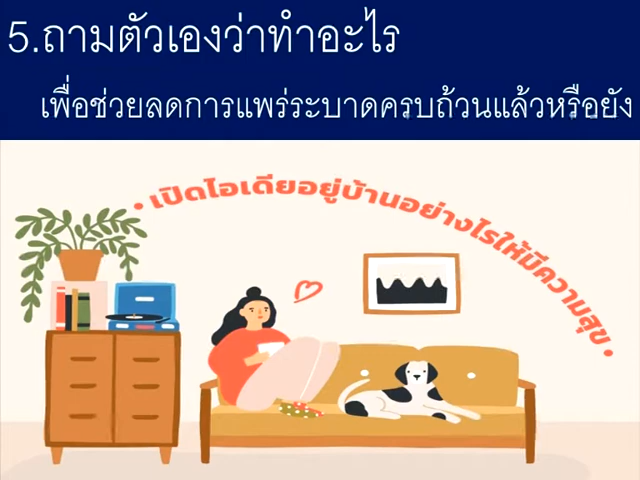 5.ถามตัวเองว่าทำอะไร
เพื่อช่วยลดการแพร่ระบาดครบถ้วนแล้วหรือยัง
• เปิดไอเดียอยู่บ้านอย่างไรให้มีความสุข •